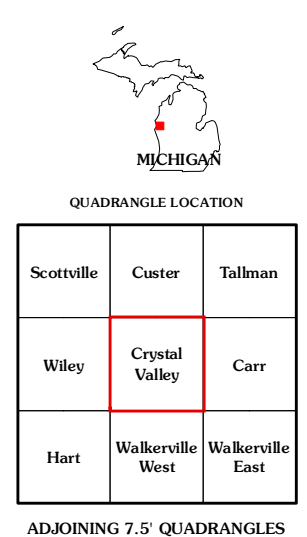 MICHIGAN
QUADRANGLE LOCATION
Scottville Custer Tallman
Wiley Crystal Valley Carr
Hart Walkerville West Walkerville East
ADJOINING 7.5' QUADRANGLES